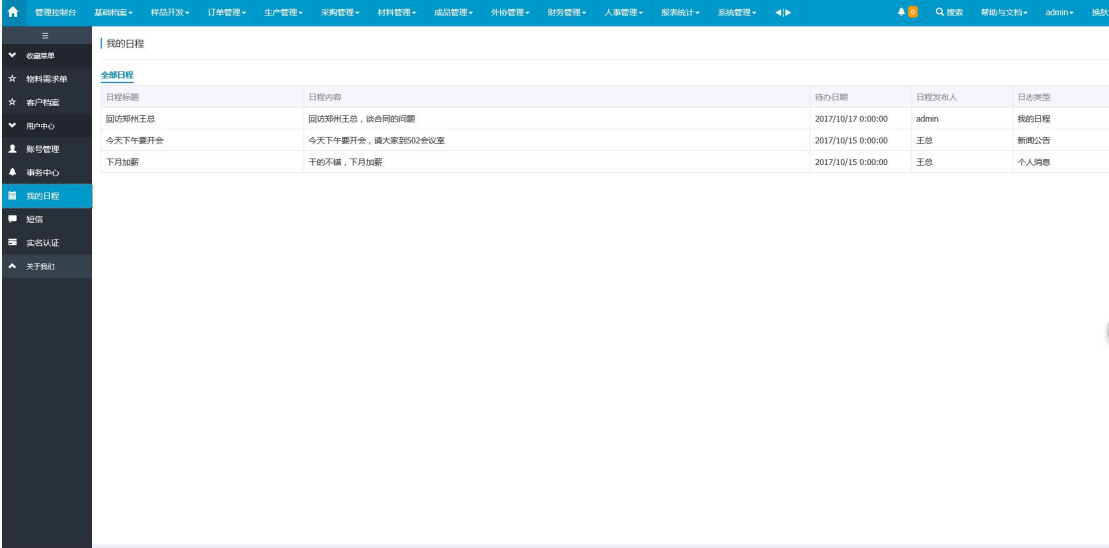 管理控制台 基础档案 样品开发 订单管理 生产管理 采购管理 材料管理 成品管理 外协管理 财务管理 人事管理 报表统计 系统管理 0 搜索 帮助与文档 admin 换肤
收藏菜单
物料需求单
客户档案
用户中心
账号管理
事务中心
我的日程
短信
实名认证
关于我们
我的日程
全部日程
日程标题 日程内容 待办日期 日程发布人 日志类型
回访郑州王总 回访郑州王总，谈合同的问题 2017/10/17 0:00:00 admin 我的日程
今天下午要开会 今天下午要开会，请大家到502会议室 2017/10/15 0:00:00 王总 新闻公告
下月加薪 干的不错，下月加薪 2017/10/15 0:00:00 王总 个人消息